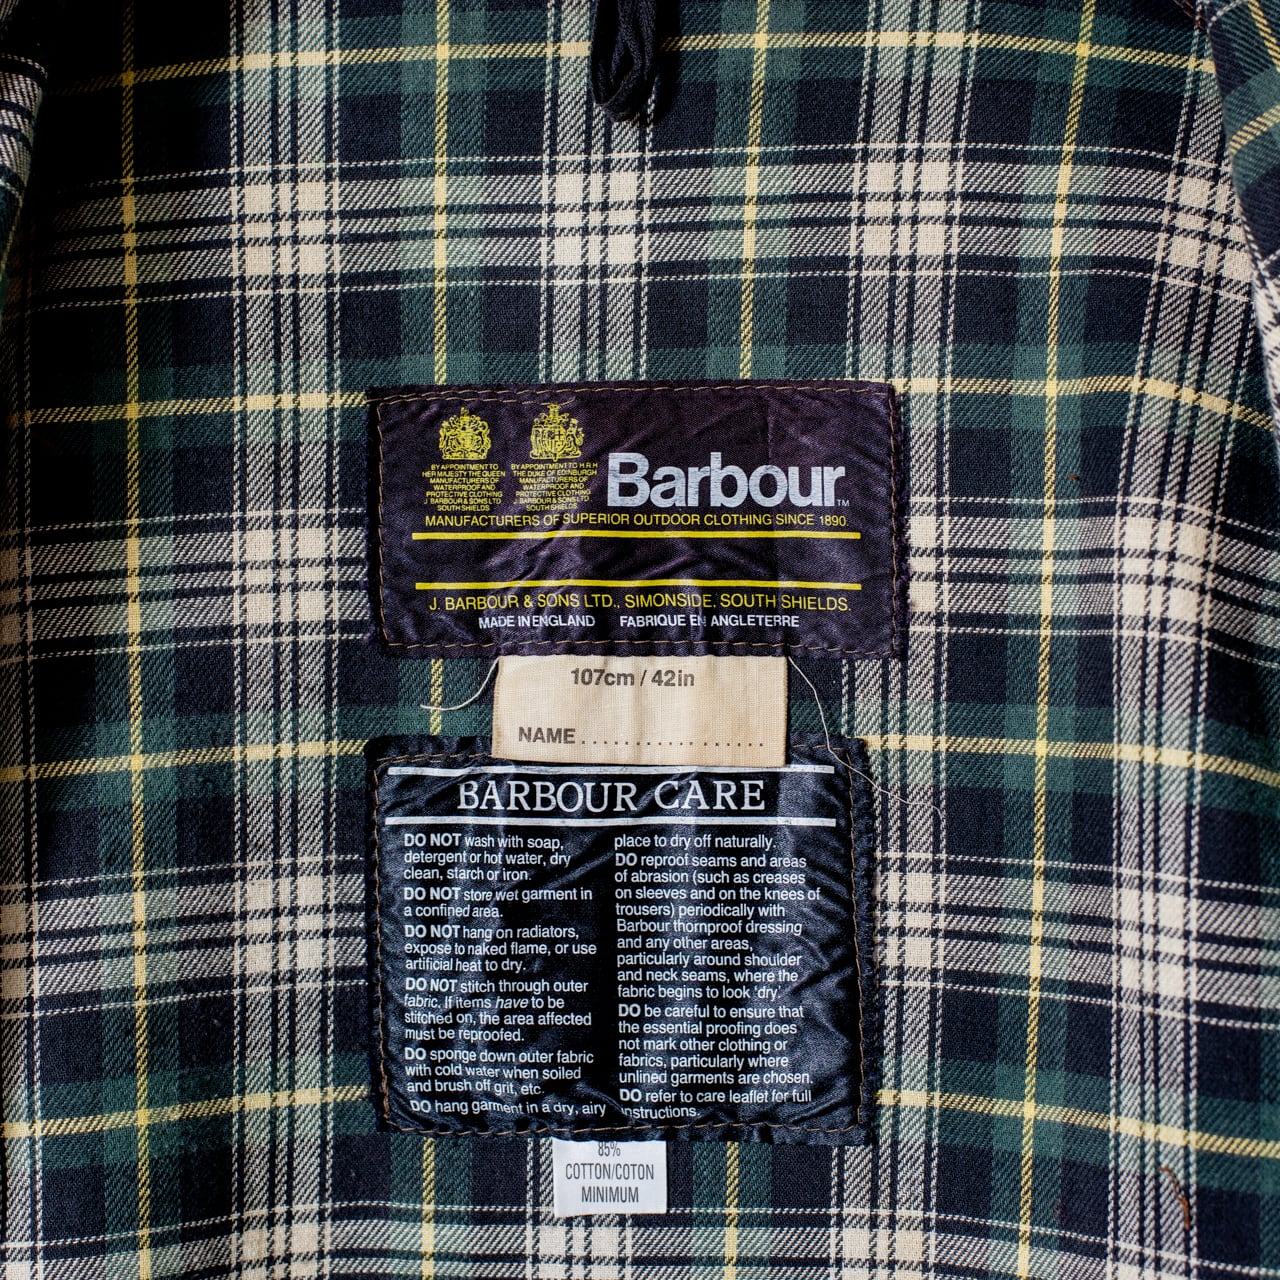 BY APPOINTMENT TO
HER MAJESTY THE QUEEN
MANUFACTURERS OF
WATERPROOF AND
PROTECTIVE CLOTHING
J BARBOUR & SONS LTD
SOUTH SHIELDS
BY APPOINTMENT TO H.R.H
THE DUKE OF EDINBURGH
MANUFACTURERS OF
WATERPROOF AND
PROTECTIVE CLOTHING
J. BARBOUR & SONS LTD
SOUTH SHIELDS
Barbour TM
MANUFACTURERS OF SUPERIOR OUTDOOR CLOTHING SINCE 1890.
J. BARBOUR & SONS LTD., SIMONSIDE, SOUTH SHIELDS.
MADE IN ENGLAND FABRIQUE EN ANGLETERRE
107cm / 42in
NAME.................
BARBOUR CARE
DO NOT wash with soap,
detergent or hot water, dry
clean, starch or iron.
DO NOT store wet garment in
a confined area.
DO NOT hang on radiators,
expose to naked flame, or use
artificial heat to dry.
DO NOT stitch through outer
fabric. If items have to be
stitched on, the area affected
must be reproofed.
DO sponge down outer fabric
with cold water when soiled
and brush off grit, etc.
DO hang garment in a dry, airy
place to dry off naturally.
DO reproof seams and areas
of abrasion (such as creases
on sleeves and on the knees of
trousers) periodically with
Barbour thornproof dressing
and any other areas,
particularly around shoulder
and neck seams, where the
fabric begins to look 'dry'.
DO be careful to ensure that
the essential proofing does
not mark other clothing or
fabrics, particularly where
unlined garments are chosen.
DO refer to care leaflet for full
instructions.
85%
COTTON/COTON
MINIMUM